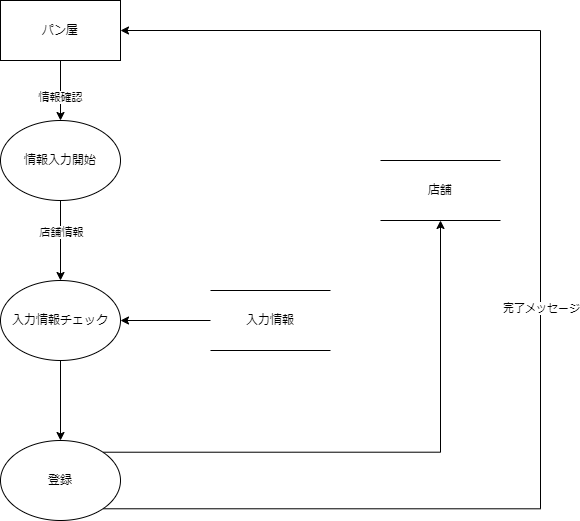 パン屋
情報確認
情報入力開始
店舗
店舗情報
完了メッセージ
入力情報チェック
入力情報
登録